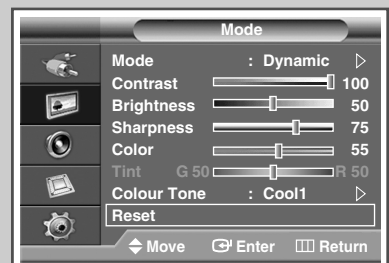 Mode
Mode : Dynamic
Contrast 100
Brightness 50
Sharpness 75
Color 55
Tint G 50 R 50
Colour Tone : Cool1
Reset
Move Enter Return